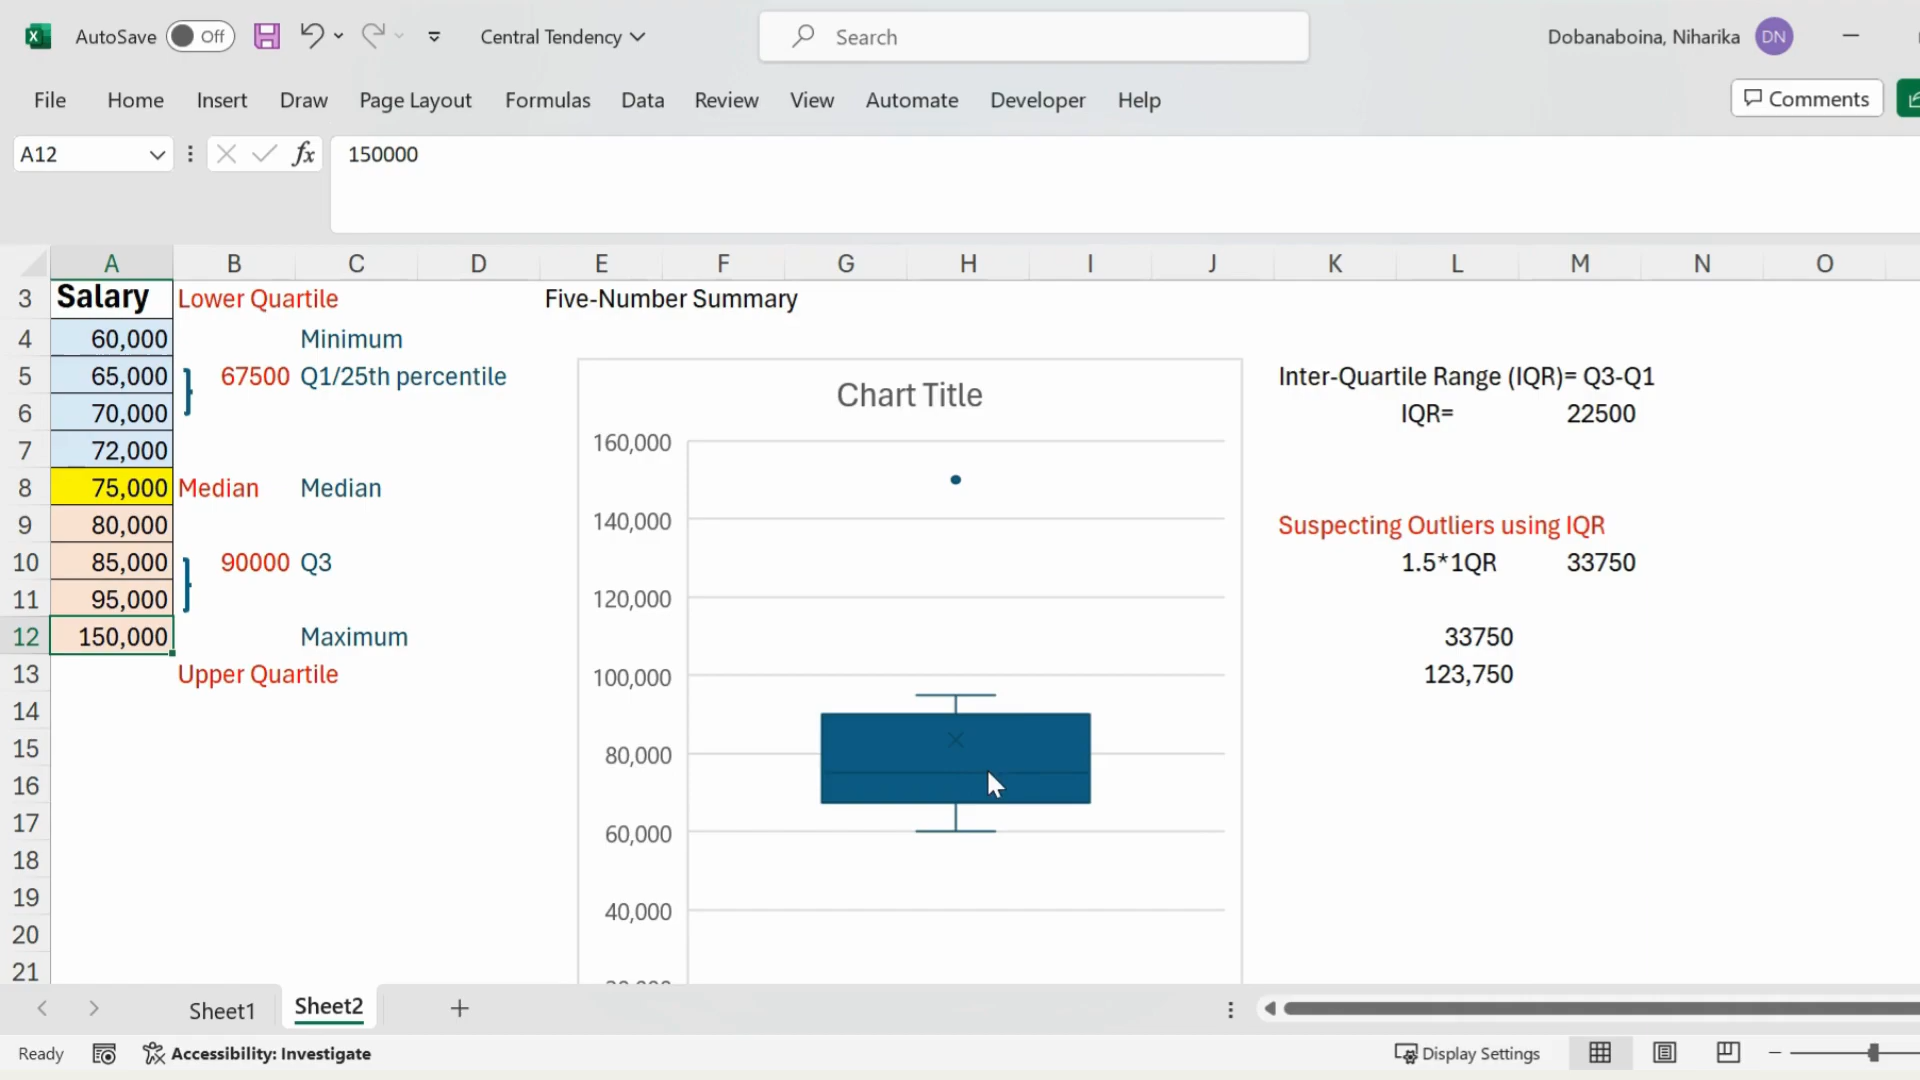 AutoSave Off Central Tendency Search Dobanaboina, Niharika DN
File Home Insert Draw Page Layout Formulas Data Review View Automate Developer Help Comments
A12 fx 150000
A B C D E F G H I J K L M N O
3 Salary Lower Quartile Five-Number Summary
4 60,000 Minimum
5 65,000 67500 Q1/25th percentile Inter-Quartile Range (IQR)= Q3-Q1
6 70,000 IQR= 22500
7 72,000
8 75,000 Median Median
9 80,000 Suspecting Outliers using IQR
10 85,000 90000 Q3 1.5*1QR 33750
11 95,000
12 150,000 Maximum 33750
13 Upper Quartile 123,750
14
15
16
17
18
19
20
21
Chart Title
160,000
140,000
120,000
100,000
80,000
60,000
40,000
Sheet1 Sheet2
Ready Accessibility: Investigate Display Settings